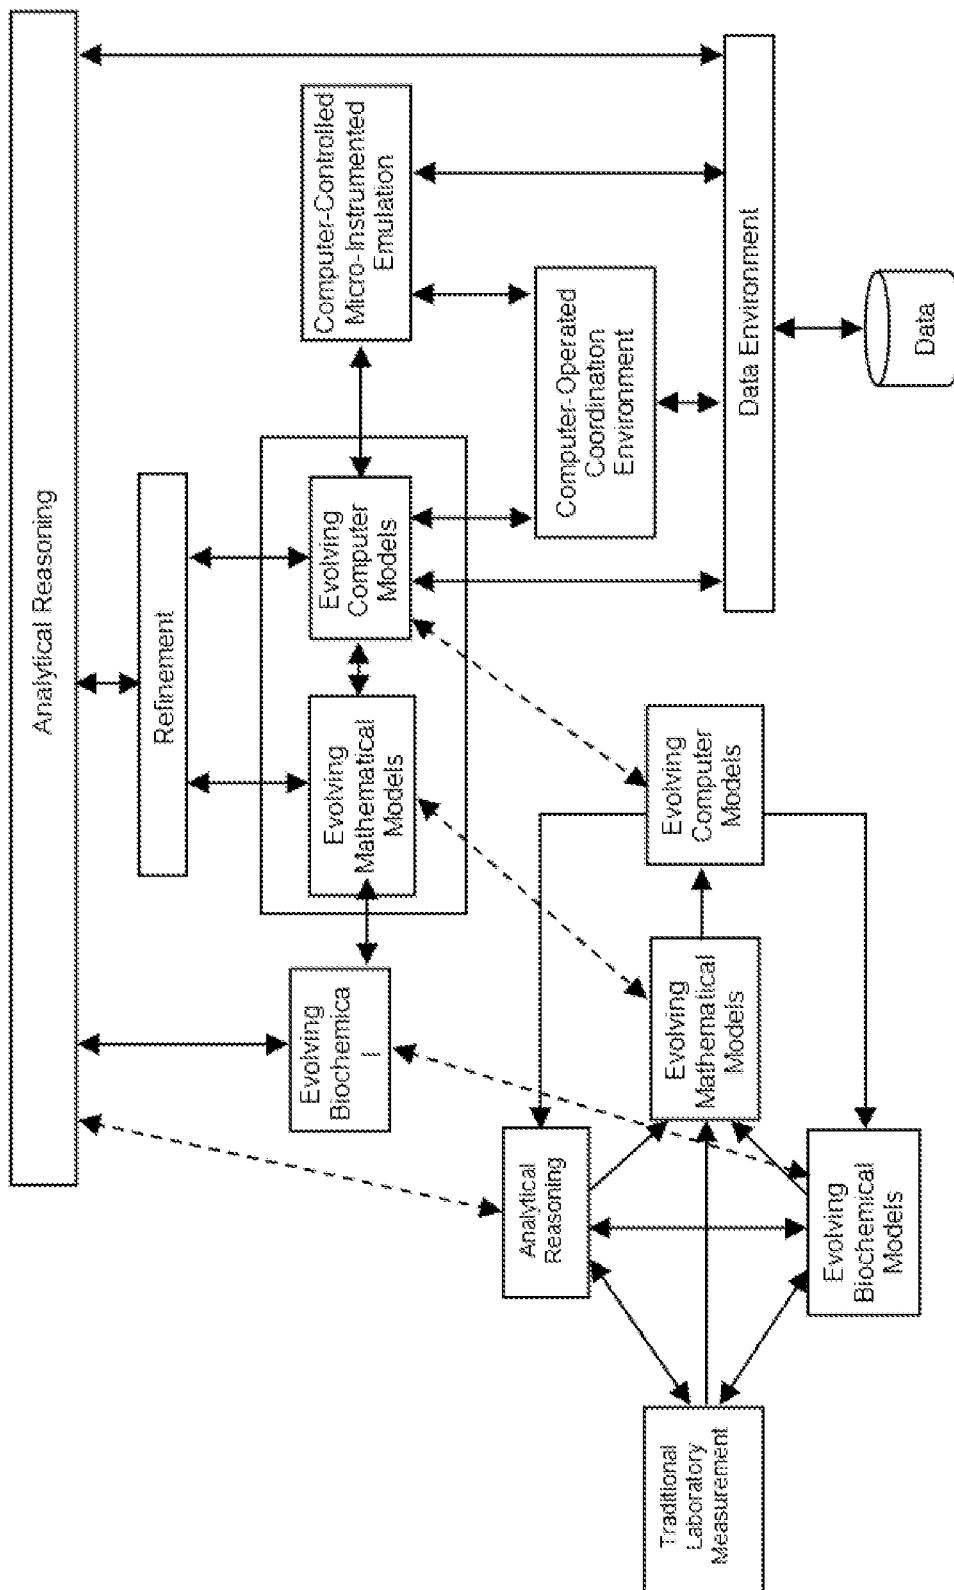 Analytical Reasoning
Refinement
Evolving
Biochemica
l
Evolving
Mathematical
Models
Evolving
Computer
Models
Computer-Controlled
Micro-Instrumented
Emulation
Computer-Operated
Coordination
Environment
Data Environment
Data
Traditional
Laboratory
Measurement
Analytical
Reasoning
Evolving
Mathematical
Models
Evolving
Computer
Models
Evolving
Biochemical
Models